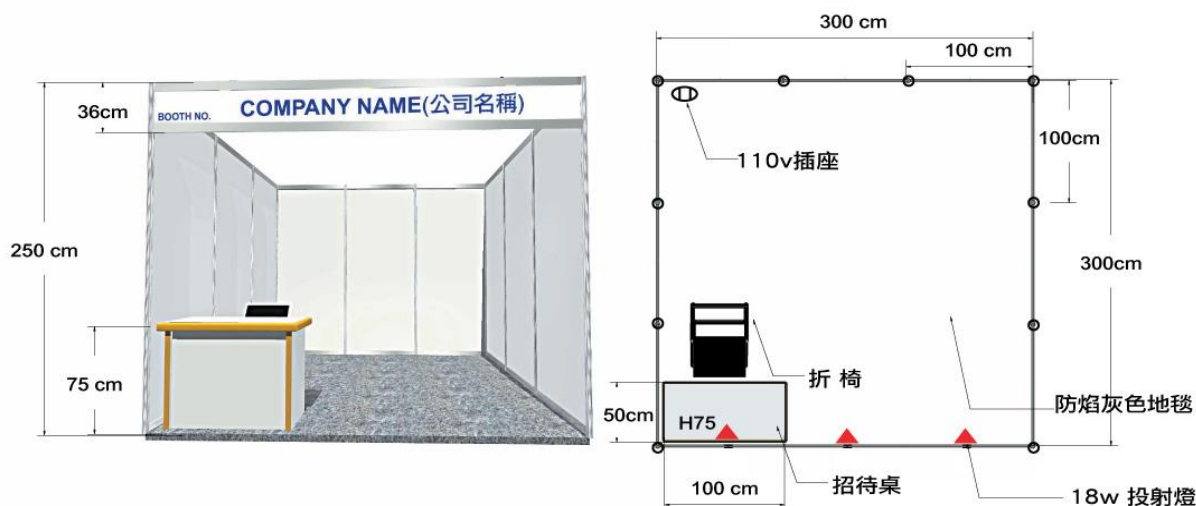 36cm
BOOTH NO. COMPANY NAME(公司名稱)
250 cm
75 cm
300 cm
100 cm
110v插座
100cm
300cm
折 椅
50cm
H75
防焰灰色地毯
100 cm
招待桌
18w 投射燈